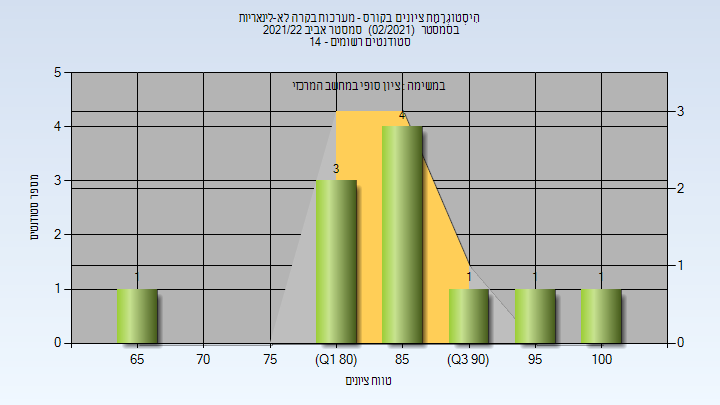 היסטוגרמת ציונים בקורס - מערכות בקרה לא-לינאריות
בסמסטר (02/2021) סמסטר אביב 2021/22
סטודנטים רשומים - 14
במשימה : ציון סופי במחשב המרכזי
5
4
3
2
1
0
3
2
1
0
מספר סטודנטים
1
3
4
1
1
1
65
70
75
(Q1 80)
85
(Q3 90)
95
100
טווח ציונים